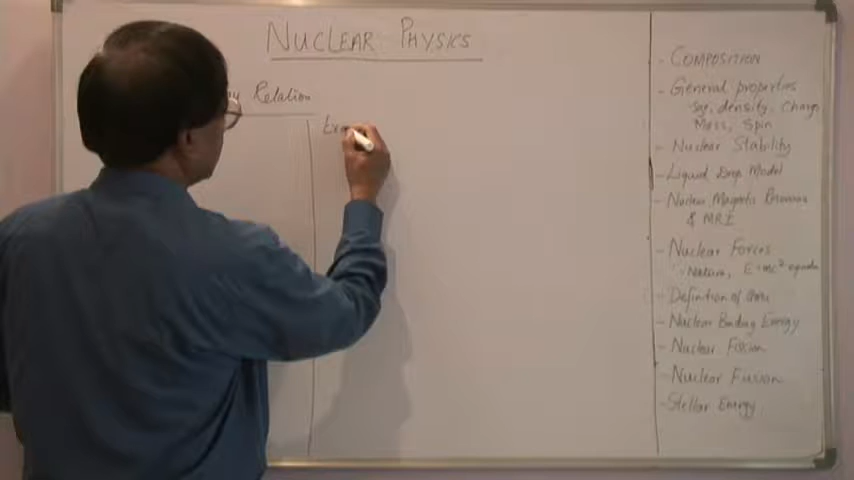 NUCLEAR PHYSICS
Relation
- COMPOSITION
- General properties
Size, density, Charge
Mass, Spin
- Nuclear Stability
- Liquid Drop Model
- Nuclear Magnetic Resonance
& MRI
- Nuclear Forces
Nature, E=mc²
- Definition of
- Nuclear Binding Energy
- Nuclear Fission
- Nuclear Fusion
- Stellar Energy